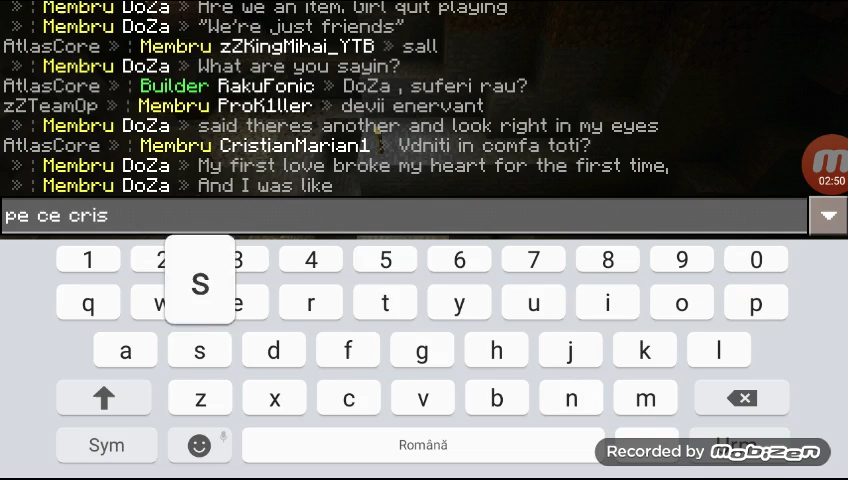 » ¦ Membru DoZa » Are we an item. Girl quit playing
» ¦ Membru DoZa » "We're just friends"
AtlasCore » ¦ Membru zZKingMihai_YTB » sall
» ¦ Membru DoZa » What are you sayin?
AtlasCore » ¦ Builder RakuFonic » DoZa , suferi rau?
zZTeamOp » ¦ Membru ProK1ller » devii enervant
» ¦ Membru DoZa » said theres another and look right in my eyes
AtlasCore » ¦ Membru CristianMarian1 » Vdniti in comfa toti?
» ¦ Membru DoZa » My first love broke my heart for the first time,
» ¦ Membru DoZa » And I was like
02:50
pe ce cris
1 2 3 4 5 6 7 8 9 0
s
q w e r t y u i o p
a s d f g h j k l
z x c v b n m
Sym Română
Recorded by mobizen